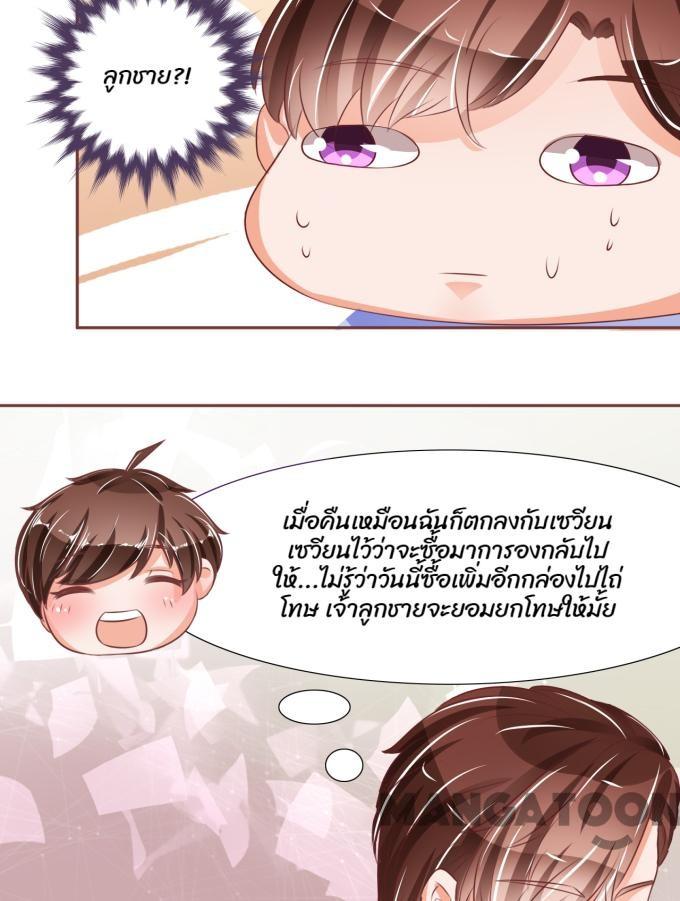 ลูกชาย?!
เมื่อคืนเหมือนฉันก็ตกลงกับเซวียน
เซวียนไว้ว่าจะซื้อมาการองกลับไป
ให้...ไม่รู้ว่าวันนี้ซื้อเพิ่มอีกกล่องไปไถ่
โทษ เจ้าลูกชายจะยอมยกโทษให้มั้ย
MANGATOON